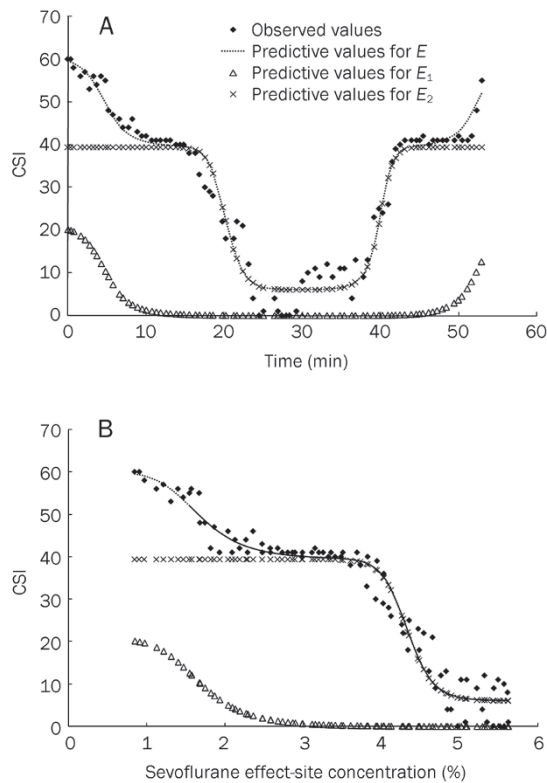 A
70
60
50
40
30
20
10
0
CSI
Observed values
Predictive values for E
Predictive values for E1
Predictive values for E2
0 10 20 30 40 50 60
Time (min)
B
70
60
50
40
30
20
10
0
CSI
0 1 2 3 4 5 6
Sevoflurane effect-site concentration (%)